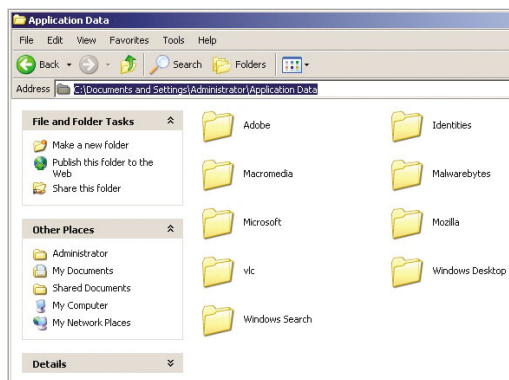 Application Data
File Edit View Favorites Tools Help
Back Search Folders
Address C:\Documents and Settings\Administrator\Application Data
File and Folder Tasks
Make a new folder
Publish this folder to the
Web
Share this folder
Other Places
Administrator
My Documents
Shared Documents
My Computer
My Network Places
Details
Adobe
Identities
Macromedia
Malwarebytes
Microsoft
Mozilla
vlc
Windows Desktop
Windows Search